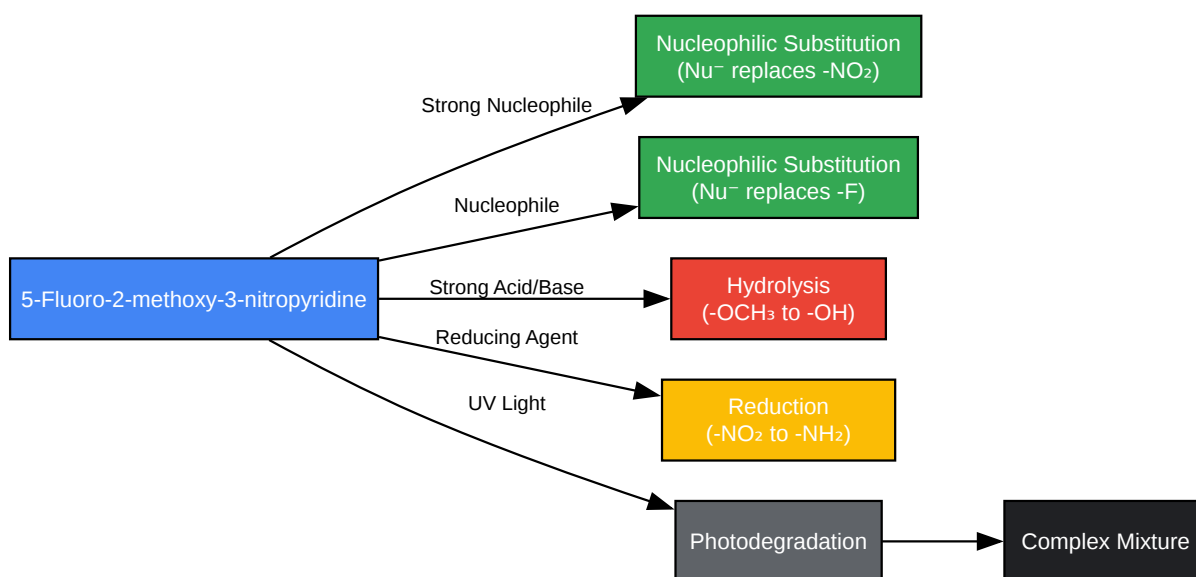 Nucleophilic Substitution
(Nu⁻ replaces -NO₂)
Strong Nucleophile
Nucleophilic Substitution
(Nu⁻ replaces -F)
Nucleophile
5-Fluoro-2-methoxy-3-nitropyridine
Strong Acid/Base
Hydrolysis
(-OCH₃ to -OH)
Reducing Agent
Reduction
(-NO₂ to -NH₂)
UV Light
Photodegradation
Complex Mixture